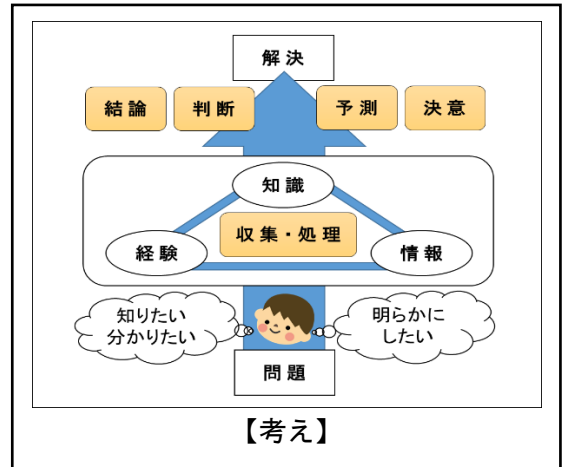 解決
結論
判断
予測
決意
知識
収集・処理
経験
情報
知りたい
分かりたい
明らかに
したい
問題
【考え】